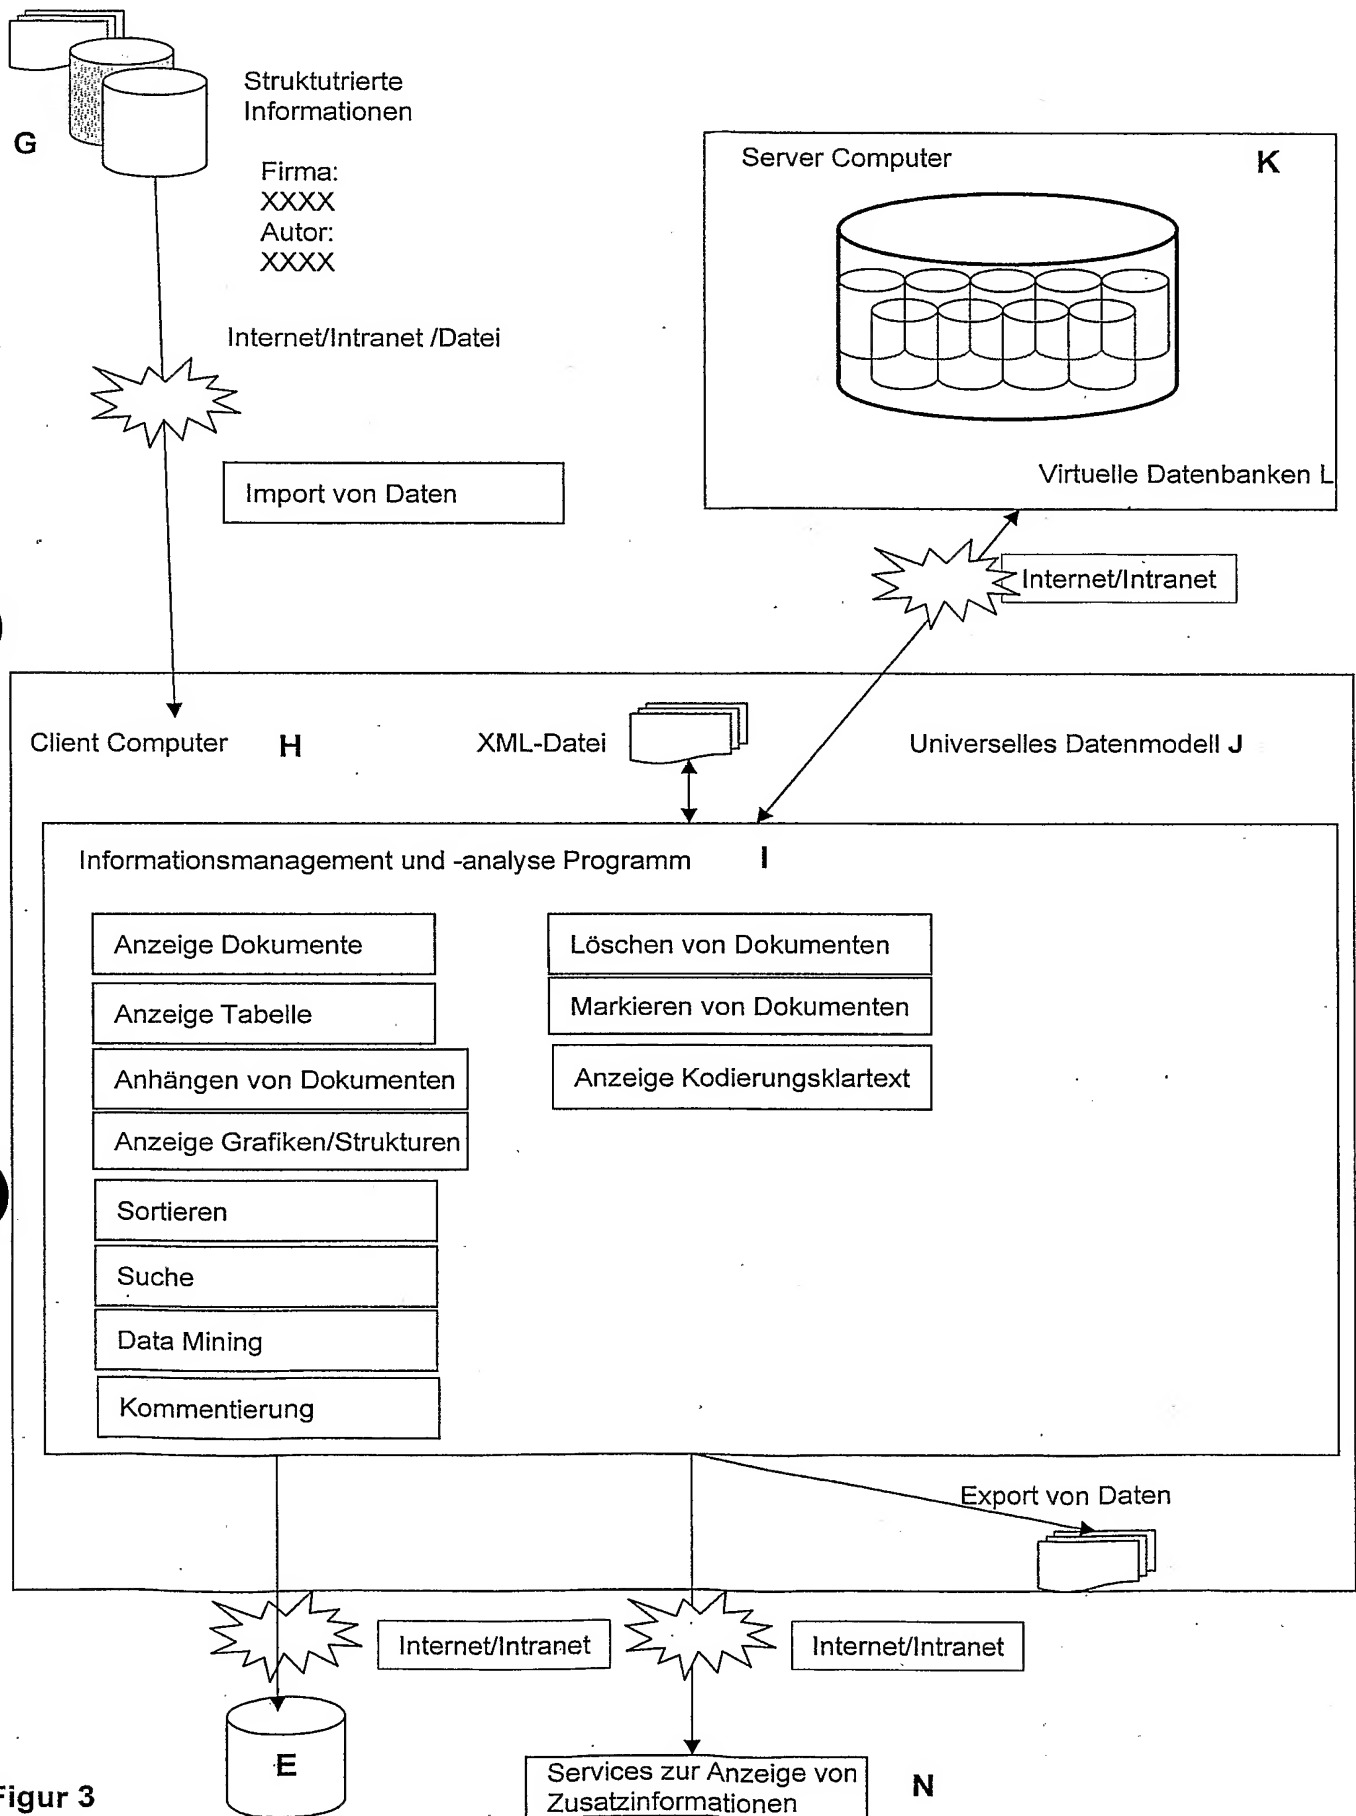 Struktutrierte
Informationen
G
Firma:
XXXX
Autor:
XXXX
Server Computer
K
Internet/Intranet /Datei
Import von Daten
Virtuelle Datenbanken L
Internet/Intranet
Client Computer
H
XML-Datei
Universelles Datenmodell J
Informationsmanagement und -analyse Programm
I
Anzeige Dokumente
Löschen von Dokumenten
Anzeige Tabelle
Markieren von Dokumenten
Anhängen von Dokumenten
Anzeige Kodierungsklartext
Anzeige Grafiken/Strukturen
Sortieren
Suche
Data Mining
Kommentierung
Export von Daten
Internet/Intranet
Internet/Intranet
E
Services zur Anzeige von
Zusatzinformationen
N
Figur 3